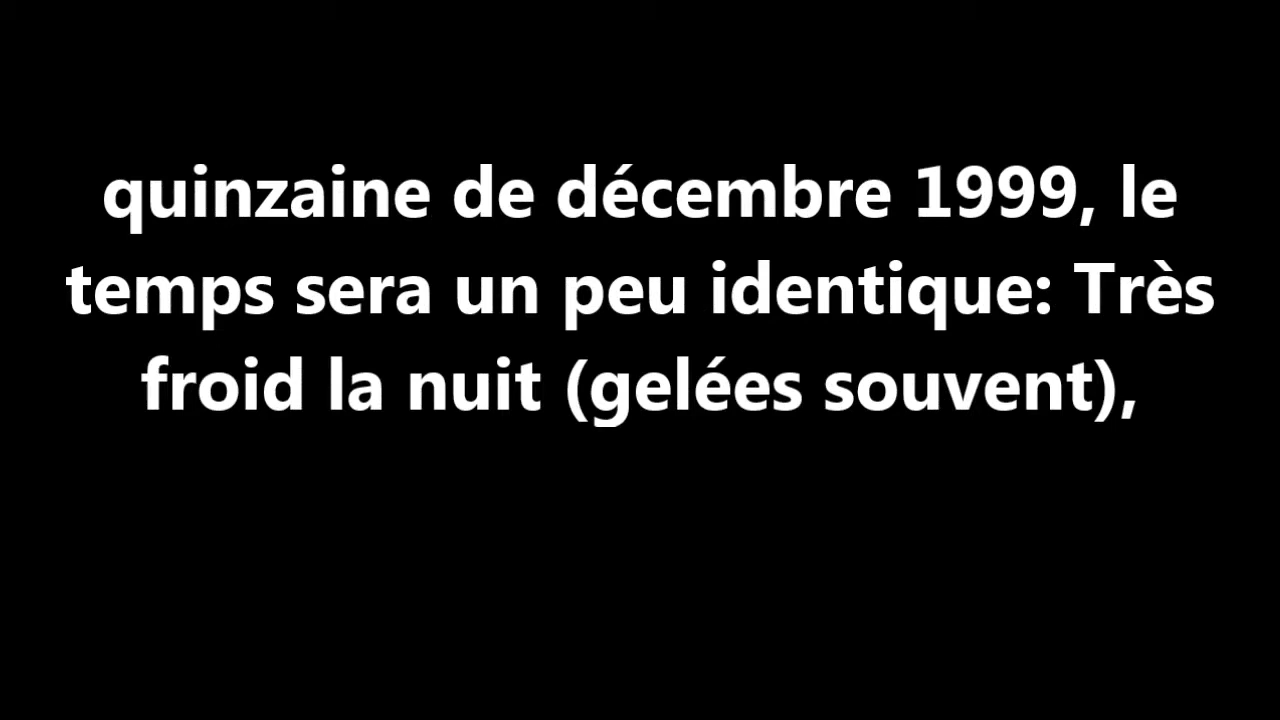 quinzaine de décembre 1999, le
temps sera un peu identique: Très
froid la nuit (gelées souvent),